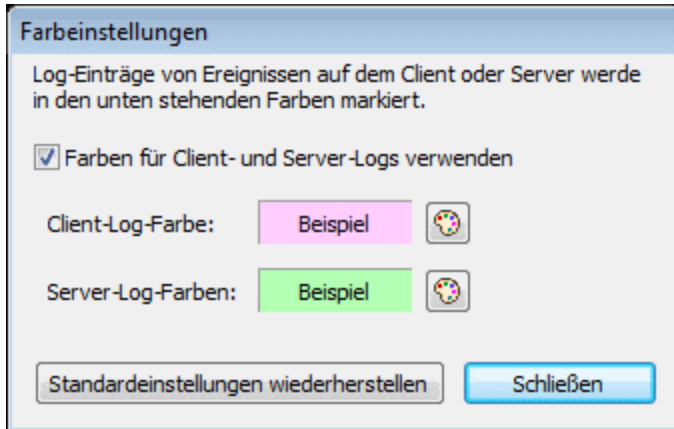 Farbeinstellungen
Log-Einträge von Ereignissen auf dem Client oder Server werde
in den unten stehenden Farben markiert.
Farben für Client- und Server-Logs verwenden
Client-Log-Farbe: Beispiel
Server-Log-Farben: Beispiel
Standardeinstellungen wiederherstellen Schließen